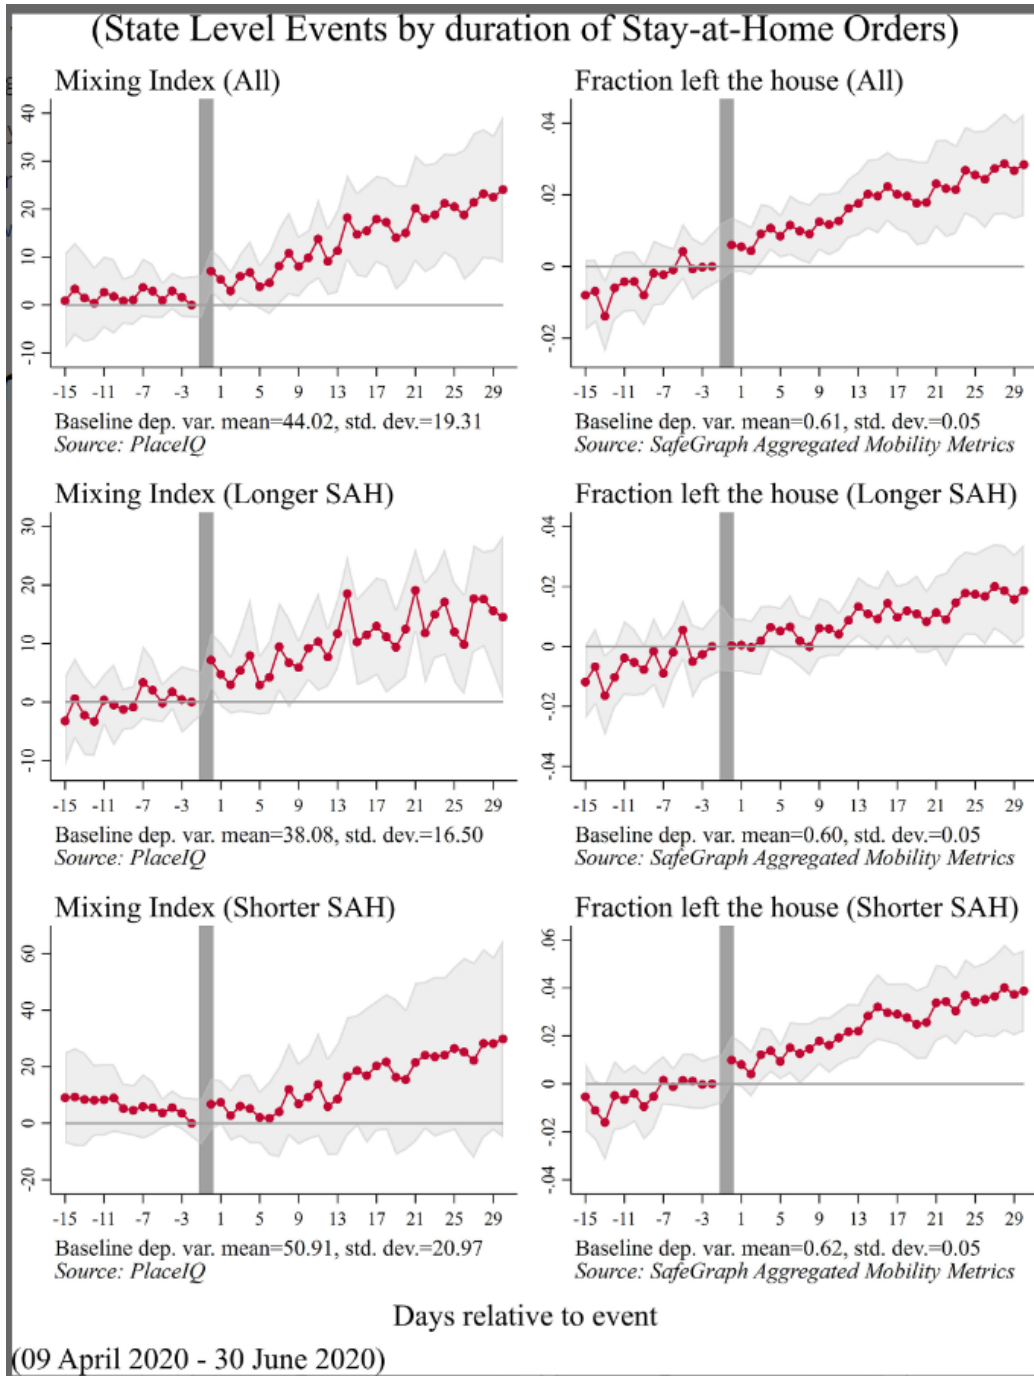 (State Level Events by duration of Stay-at-Home Orders)
Mixing Index (All)
40
30
20
10
0
-10
-15 -11 -7 -3 1 5 9 13 17 21 25 29
Baseline dep. var. mean=44.02, std. dev.=19.31
Source: PlaceIQ
Fraction left the house (All)
.04
.02
0
-.02
-15 -11 -7 -3 1 5 9 13 17 21 25 29
Baseline dep. var. mean=0.61, std. dev.=0.05
Source: SafeGraph Aggregated Mobility Metrics
Mixing Index (Longer SAH)
30
20
10
0
-10
-15 -11 -7 -3 1 5 9 13 17 21 25 29
Baseline dep. var. mean=38.08, std. dev.=16.50
Source: PlaceIQ
Fraction left the house (Longer SAH)
.04
.02
0
-.02
-.04
-15 -11 -7 -3 1 5 9 13 17 21 25 29
Baseline dep. var. mean=0.60, std. dev.=0.05
Source: SafeGraph Aggregated Mobility Metrics
Mixing Index (Shorter SAH)
60
40
20
0
-20
-15 -11 -7 -3 1 5 9 13 17 21 25 29
Baseline dep. var. mean=50.91, std. dev.=20.97
Source: PlaceIQ
Fraction left the house (Shorter SAH)
.06
.04
.02
0
-.02
-.04
-15 -11 -7 -3 1 5 9 13 17 21 25 29
Baseline dep. var. mean=0.62, std. dev.=0.05
Source: SafeGraph Aggregated Mobility Metrics
Days relative to event
(09 April 2020 - 30 June 2020)